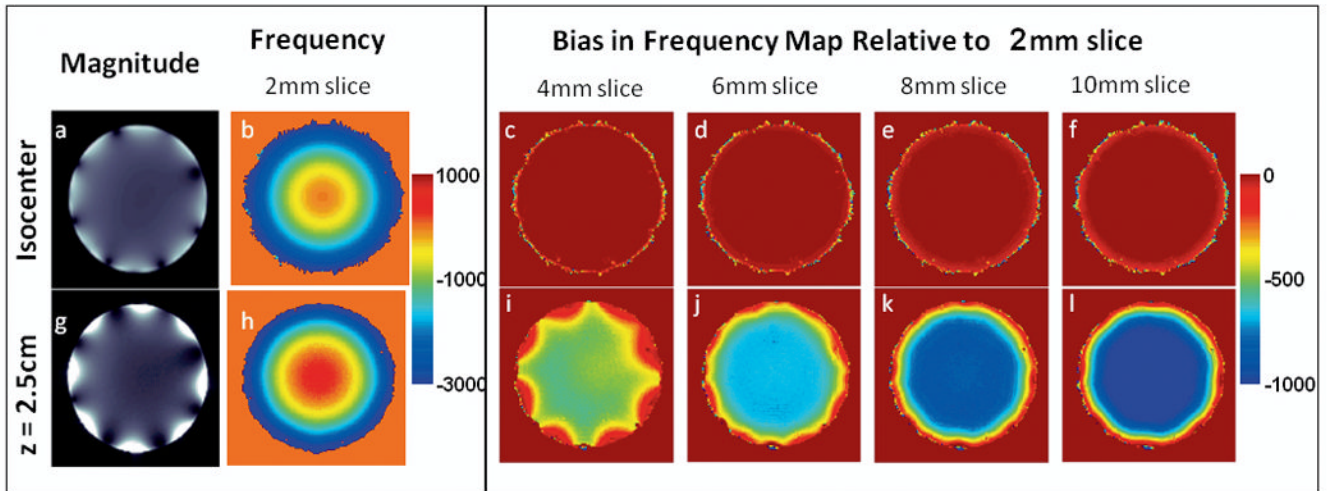 Magnitude
Frequency
2mm slice
Bias in Frequency Map Relative to 2mm slice
4mm slice
6mm slice
8mm slice
10mm slice
Isocenter
a
b
1000
-1000
-3000
c
d
e
f
0
-500
-1000
z = 2.5cm
g
h
i
j
k
l